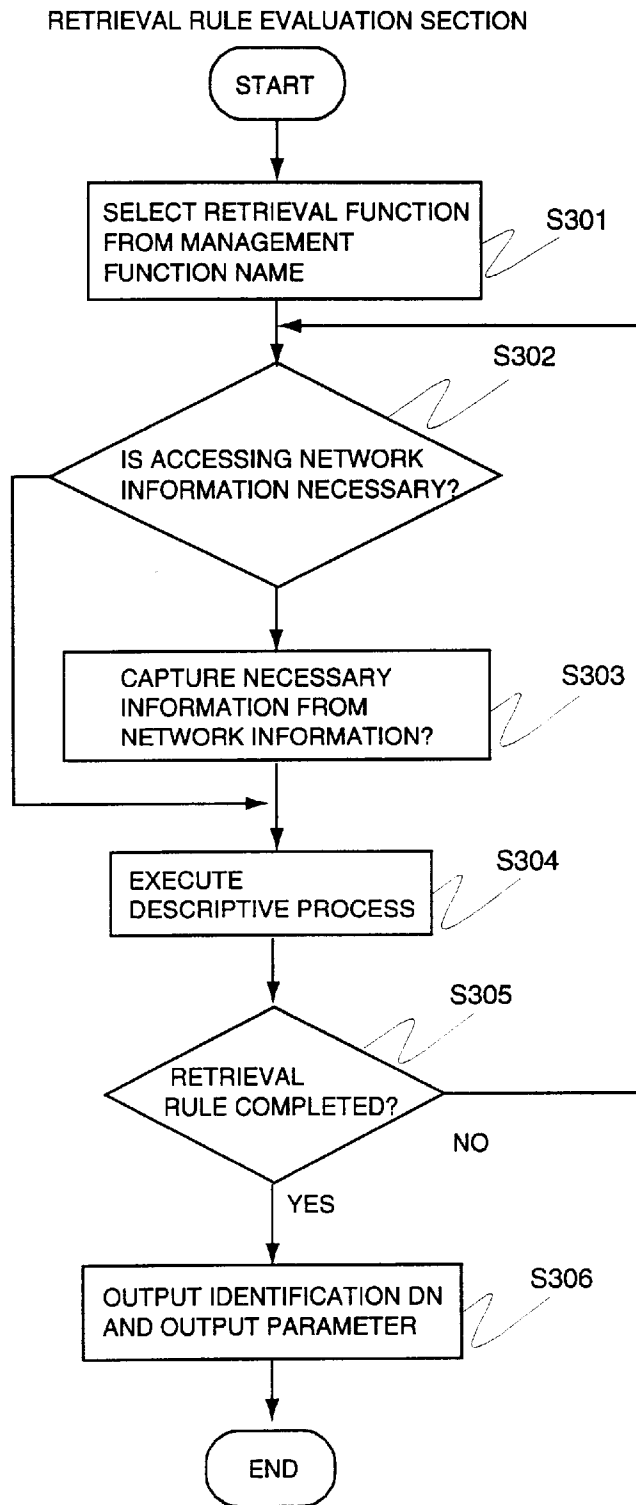 RETRIEVAL RULE EVALUATION SECTION
START
SELECT RETRIEVAL FUNCTION
FROM MANAGEMENT
FUNCTION NAME
S301
S302
IS ACCESSING NETWORK
INFORMATION NECESSARY?
CAPTURE NECESSARY
INFORMATION FROM
NETWORK INFORMATION?
S303
EXECUTE
DESCRIPTIVE PROCESS
S304
S305
RETRIEVAL
RULE COMPLETED?
NO
YES
OUTPUT IDENTIFICATION DN
AND OUTPUT PARAMETER
S306
END